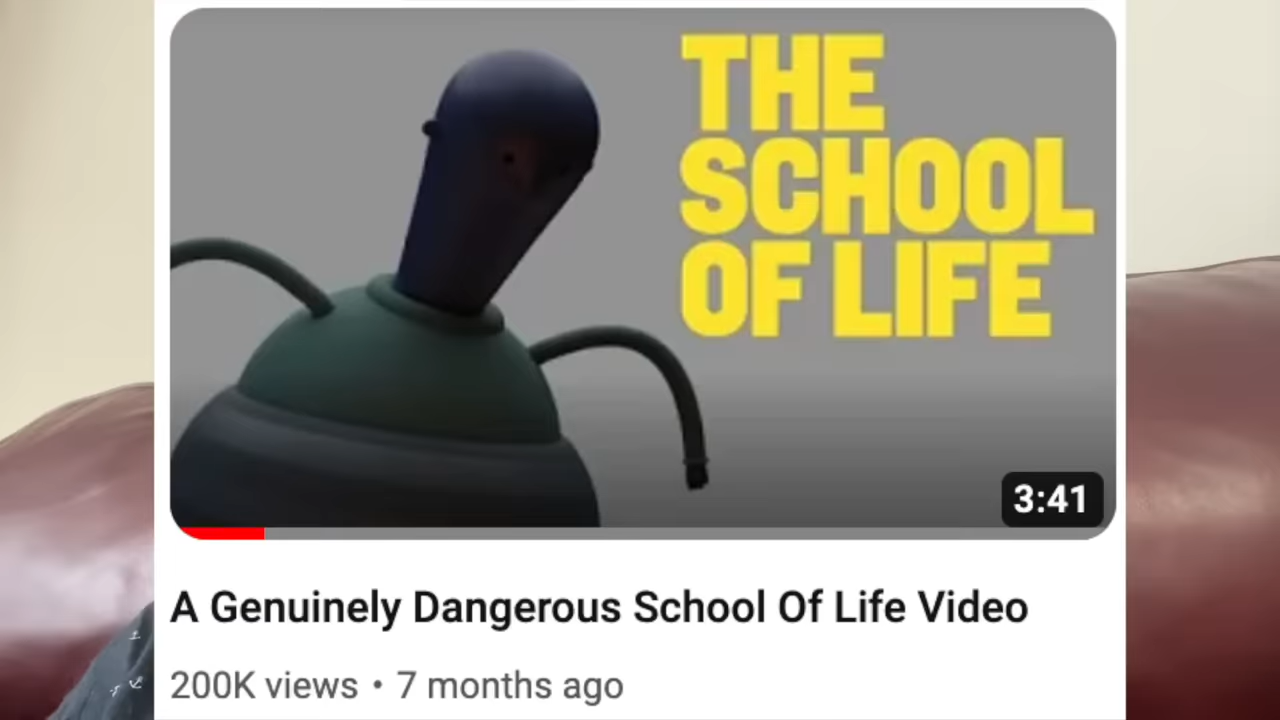 THE
SCHOOL
OF LIFE
3:41
A Genuinely Dangerous School Of Life Video
200K views • 7 months ago